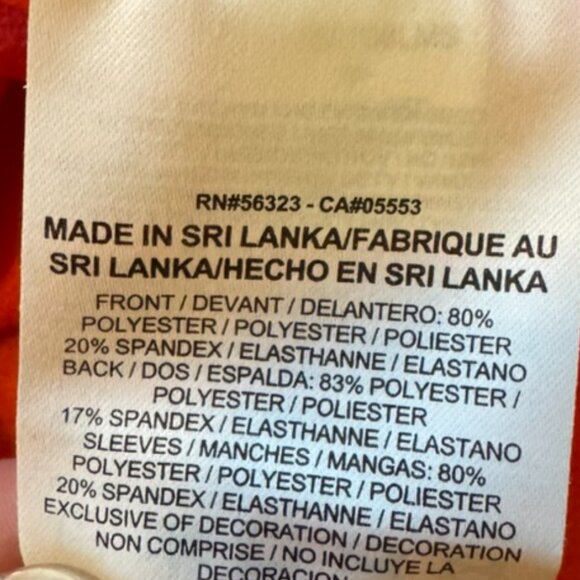 RN#56323 - CA#05553
MADE IN SRI LANKA/FABRIQUE AU
SRI LANKA/HECHO EN SRI LANKA
FRONT / DEVANT / DELANTERO: 80%
POLYESTER / POLYESTER / POLIESTER
20% SPANDEX / ELASTHANNE / ELASTANO
BACK / DOS / ESPALDA: 83% POLYESTER /
POLYESTER / POLIESTER
17% SPANDEX / ELASTHANNE / ELASTANO
SLEEVES / MANCHES / MANGAS: 80%
POLYESTER / POLYESTER / POLIESTER
20% SPANDEX / ELASTHANNE / ELASTANO
EXCLUSIVE OF DECORATION / DECORATION
NON COMPRISE / NO INCLUYE LA
DECORACION